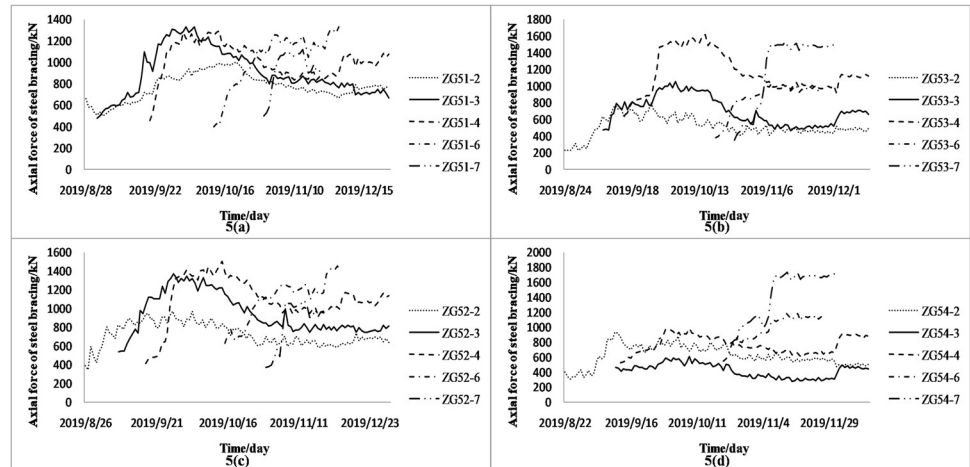 Axial force of steel bracing/kN
1400
1200
1000
800
600
400
200
0
2019/8/28 2019/9/22 2019/10/16 2019/11/10 2019/12/15
Time/day
5(a)
ZG51-2
ZG51-3
ZG51-4
ZG51-6
ZG51-7
Axial force of steel bracing/kN
1800
1600
1400
1200
1000
800
600
400
200
0
2019/8/24 2019/9/18 2019/10/13 2019/11/6 2019/12/1
Time/day
5(b)
ZG53-2
ZG53-3
ZG53-4
ZG53-6
ZG53-7
Axial force of steel bracing/kN
1600
1400
1200
1000
800
600
400
200
0
2019/8/26 2019/9/21 2019/10/16 2019/11/11 2019/12/23
Time/day
5(c)
ZG52-2
ZG52-3
ZG52-4
ZG52-6
ZG52-7
Axial force of steel bracing/kN
2000
1800
1600
1400
1200
1000
800
600
400
200
0
2019/8/22 2019/9/16 2019/10/11 2019/11/4 2019/11/29
Time/day
5(d)
ZG54-2
ZG54-3
ZG54-4
ZG54-6
ZG54-7